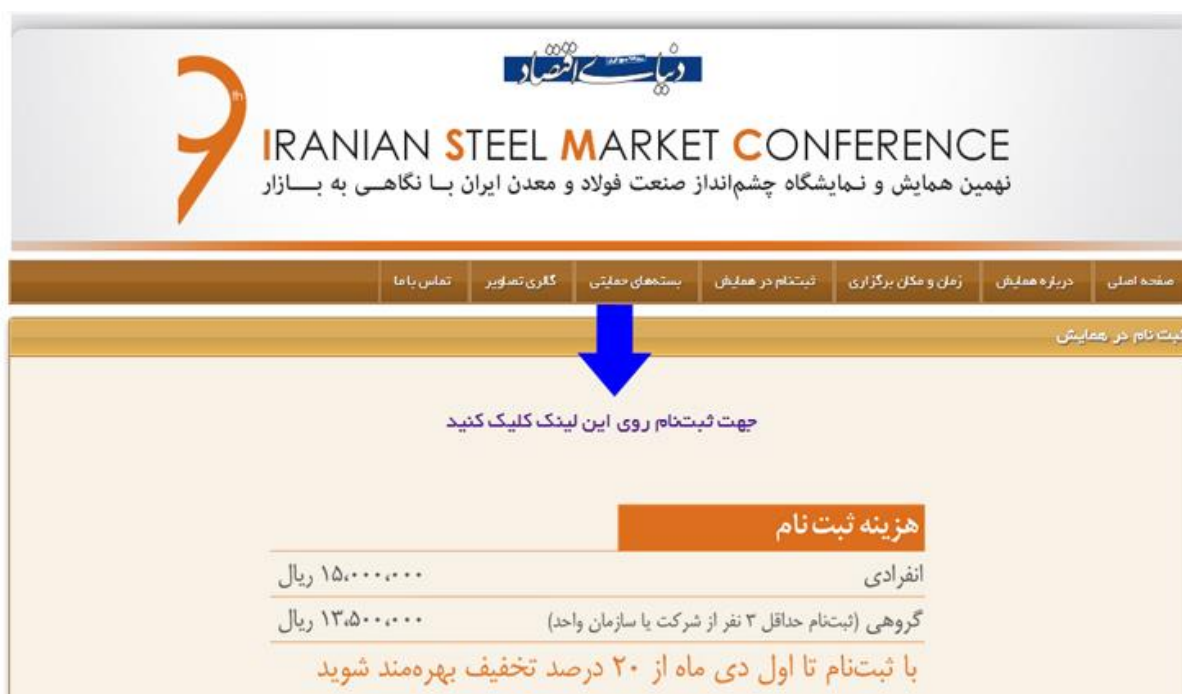 دنیای اقتصاد
9th
IRANIAN STEEL MARKET CONFERENCE
نهمین همایش و نمایشگاه چشم‌انداز صنعت فولاد و معدن ایران با نگاهی به بازار
صفحه اصلی درباره همایش زمان و مکان برگزاری ثبت‌نام در همایش بسته‌های حمایتی گالری تصاویر تماس با ما
ثبت نام در همایش
جهت ثبت‌نام روی این لینک کلیک کنید
هزینه ثبت نام
انفرادی ۱۵،۰۰۰،۰۰۰ ریال
گروهی (ثبت‌نام حداقل ۳ نفر از شرکت یا سازمان واحد) ۱۳،۵۰۰،۰۰۰ ریال
با ثبت‌نام تا اول دی ماه از ۲۰ درصد تخفیف بهره‌مند شوید